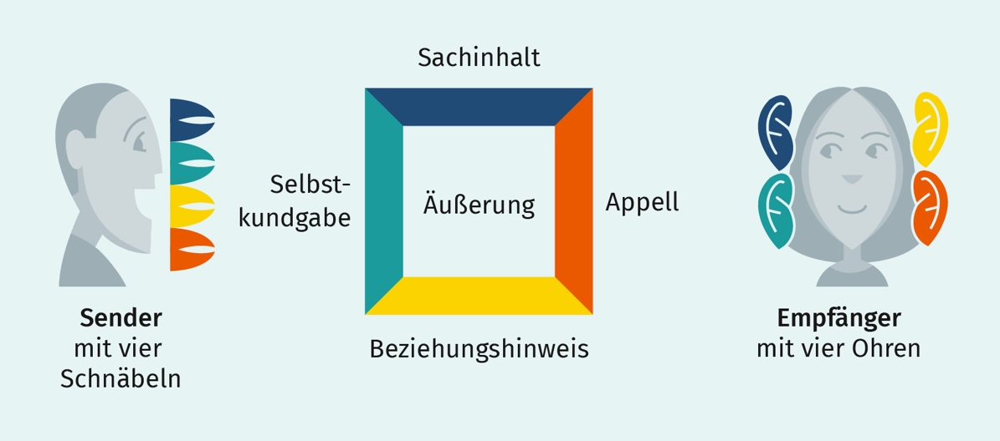 Sachinhalt
Selbst-
kundgabe
Äußerung
Appell
Beziehungshinweis
Sender
mit vier
Schnäbeln
Empfänger
mit vier Ohren